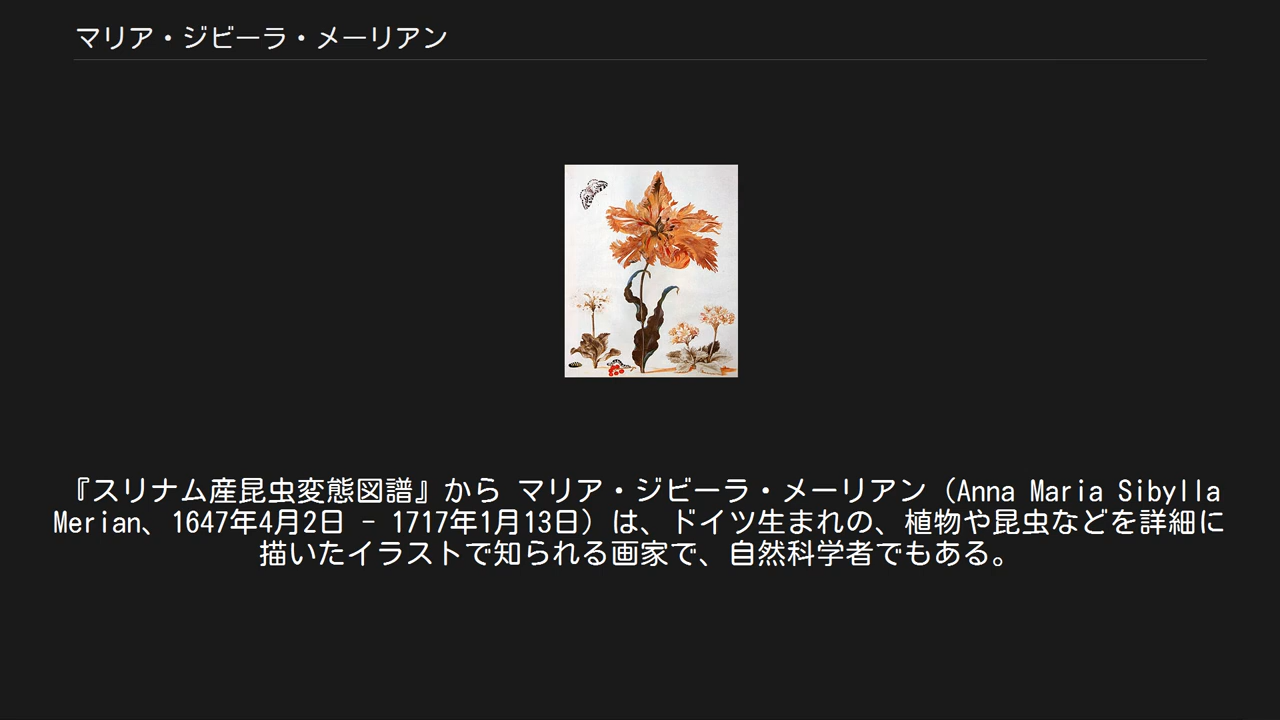 マリア・ジビーラ・メーリアン
『スリナム産昆虫変態図譜』から マリア・ジビーラ・メーリアン（Anna Maria Sibylla
Merian、1647年4月2日 - 1717年1月13日）は、ドイツ生まれの、植物や昆虫などを詳細に
描いたイラストで知られる画家で、自然科学者でもある。